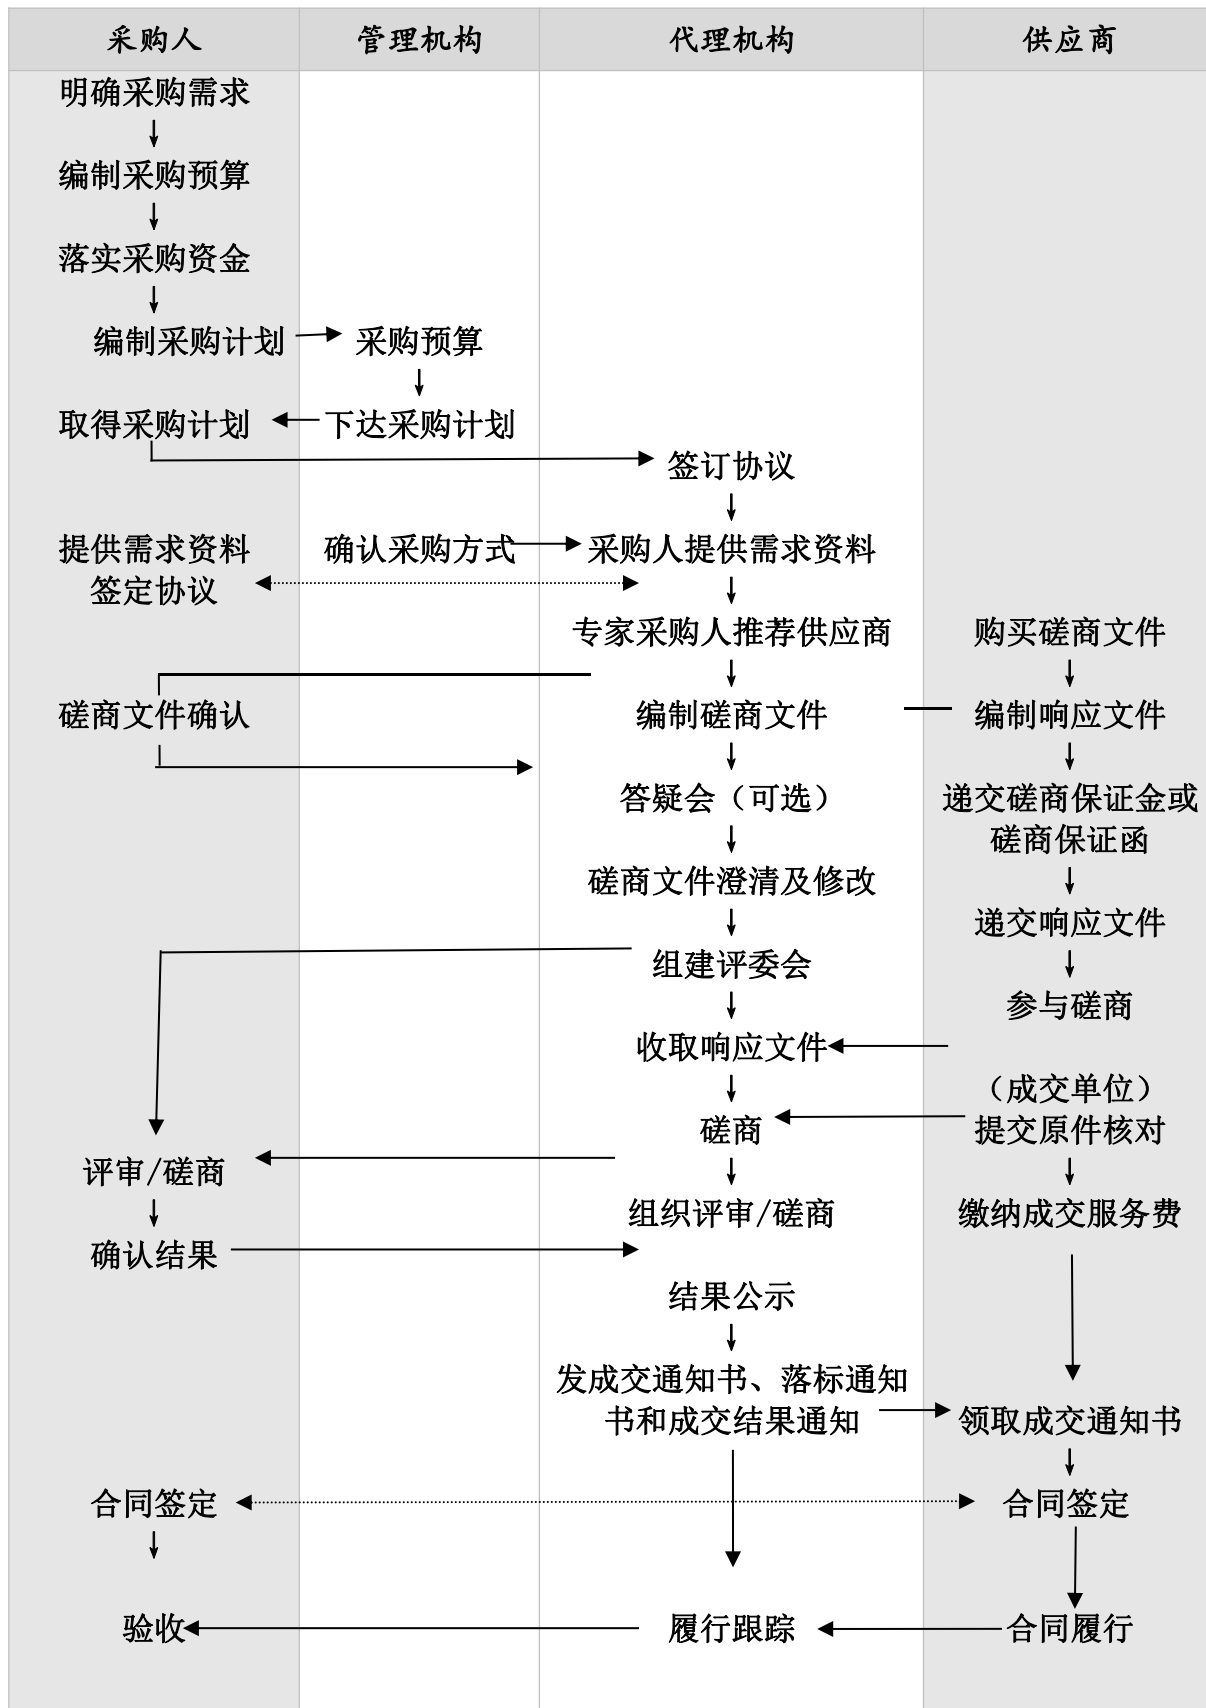 采购人
管理机构
代理机构
供应商
明确采购需求
编制采购预算
落实采购资金
编制采购计划
采购预算
取得采购计划
下达采购计划
签订协议
提供需求资料
确认采购方式
采购人提供需求资料
签定协议
专家采购人推荐供应商
购买磋商文件
磋商文件确认
编制磋商文件
编制响应文件
答疑会（可选）
递交磋商保证金或
磋商保证函
磋商文件澄清及修改
递交响应文件
组建评委会
参与磋商
收取响应文件
（成交单位）
磋商
提交原件核对
评审/磋商
组织评审/磋商
缴纳成交服务费
确认结果
结果公示
发成交通知书、落标通知
书和成交结果通知
领取成交通知书
合同签定
合同签定
验收
履行跟踪
合同履行